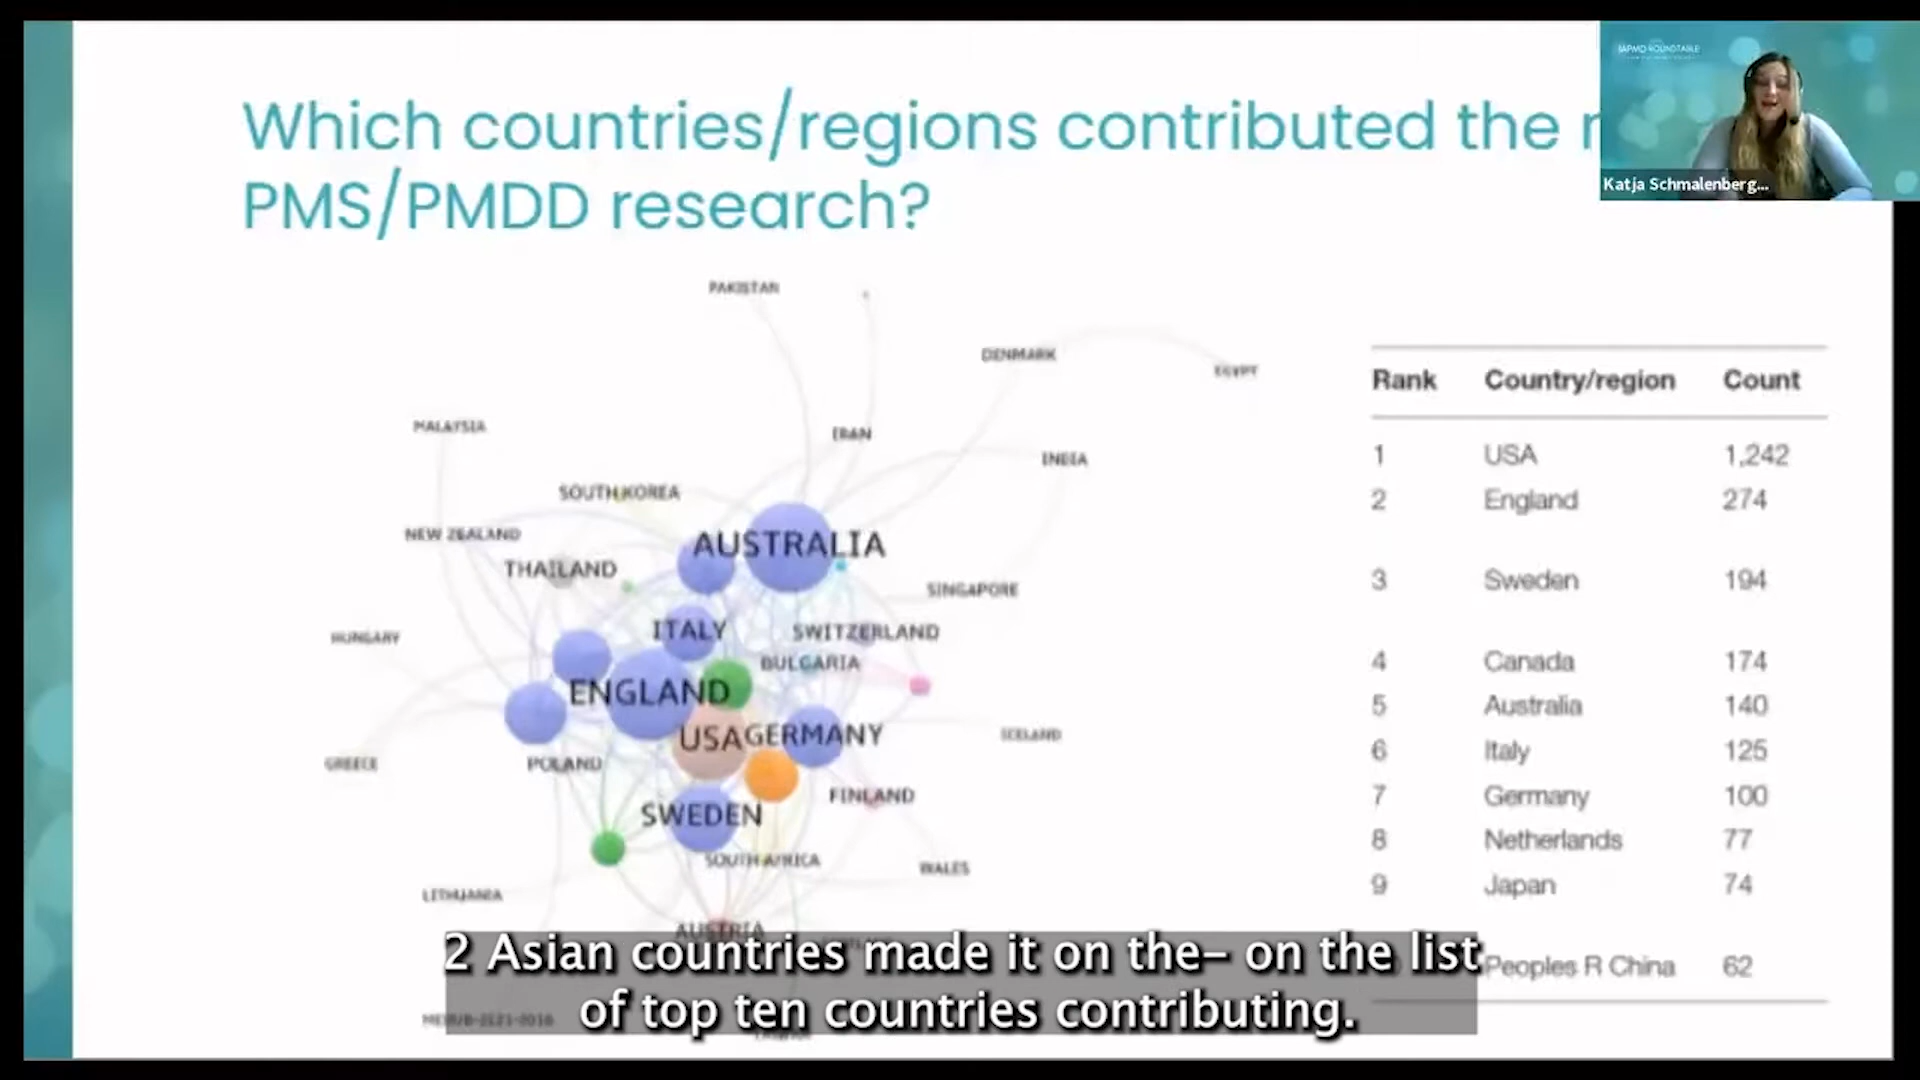 Which countries/regions contributed the
PMS/PMDD research?
IAPMD ROUNDTABLE
Katja Schmalenberg...
PAKISTAN
DENMARK
EGYPT
MALAYSIA
IRAN
INDIA
SOUTH KOREA
NEW ZEALAND
AUSTRALIA
THAILAND
SINGAPORE
ITALY
SWITZERLAND
HUNGARY
BULGARIA
ENGLAND
USA
GERMANY
ICELAND
GREECE
POLAND
FINLAND
SWEDEN
SOUTH AFRICA
WALES
LITHUANIA
AUSTRIA
Rank Country/region Count
1 USA 1,242
2 England 274
3 Sweden 194
4 Canada 174
5 Australia 140
6 Italy 125
7 Germany 100
8 Netherlands 77
9 Japan 74
Peoples R China 62
2 Asian countries made it on the– on the list
of top ten countries contributing.